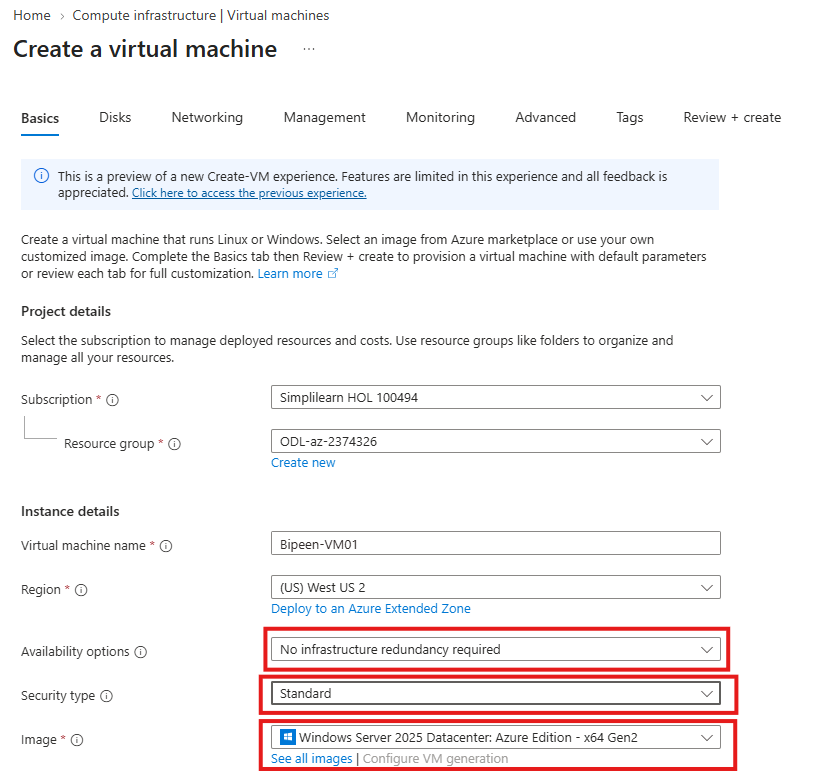 Home > Compute infrastructure | Virtual machines
Create a virtual machine ...
Basics Disks Networking Management Monitoring Advanced Tags Review + create
This is a preview of a new Create-VM experience. Features are limited in this experience and all feedback is
appreciated. Click here to access the previous experience.
Create a virtual machine that runs Linux or Windows. Select an image from Azure marketplace or use your own
customized image. Complete the Basics tab then Review + create to provision a virtual machine with default parameters
or review each tab for full customization. Learn more
Project details
Select the subscription to manage deployed resources and costs. Use resource groups like folders to organize and
manage all your resources.
Subscription * Simplilearn HOL 100494
Resource group * ODL-az-2374326
Create new
Instance details
Virtual machine name * Bipeen-VM01
Region * (US) West US 2
Deploy to an Azure Extended Zone
Availability options No infrastructure redundancy required
Security type Standard
Image * Windows Server 2025 Datacenter: Azure Edition - x64 Gen2
See all images | Configure VM generation